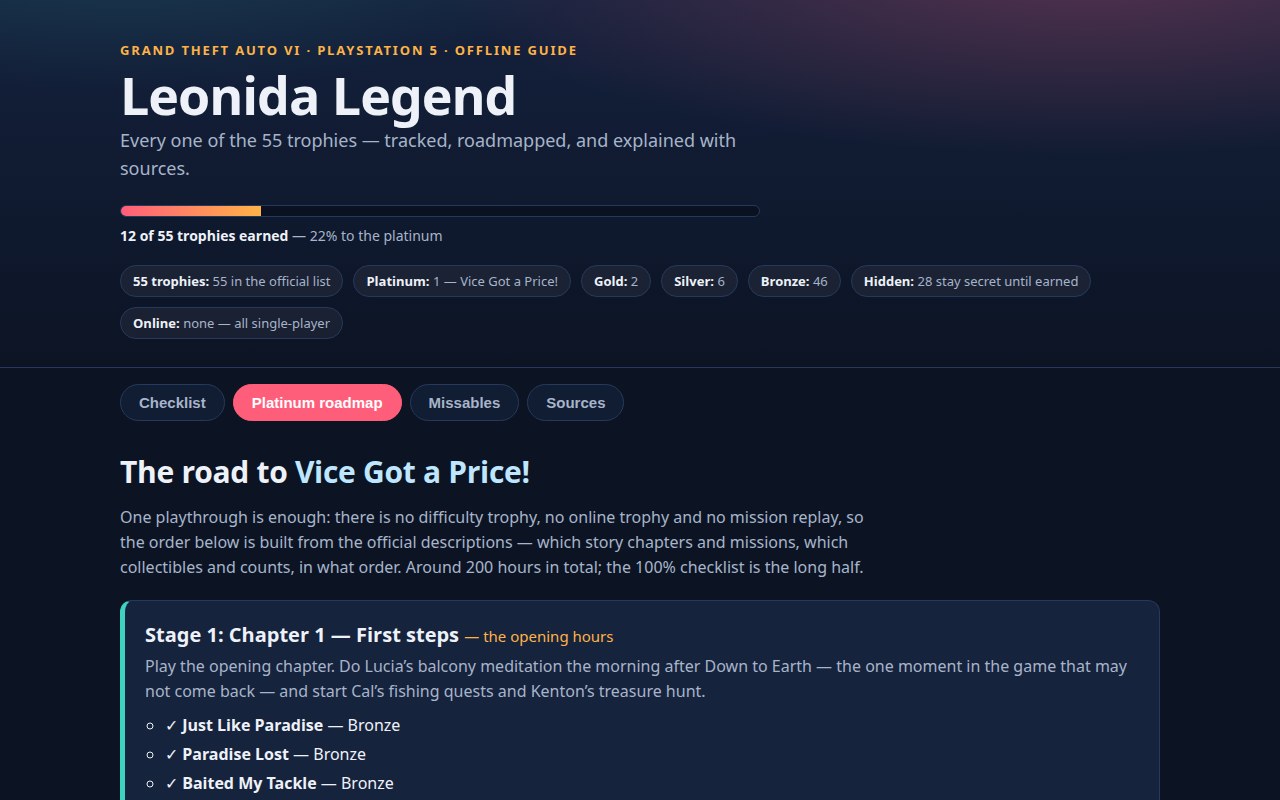 GRAND THEFT AUTO VI · PLAYSTATION 5 · OFFLINE GUIDE
Leonida Legend
Every one of the 55 trophies — tracked, roadmapped, and explained with
sources.
12 of 55 trophies earned — 22% to the platinum
55 trophies: 55 in the official list
Platinum: 1 — Vice Got a Price!
Gold: 2
Silver: 6
Bronze: 46
Hidden: 28 stay secret until earned
Online: none — all single-player
Checklist
Platinum roadmap
Missables
Sources
The road to Vice Got a Price!
One playthrough is enough: there is no difficulty trophy, no online trophy and no mission replay, so
the order below is built from the official descriptions — which story chapters and missions, which
collectibles and counts, in what order. Around 200 hours in total; the 100% checklist is the long half.
Stage 1: Chapter 1 — First steps — the opening hours
Play the opening chapter. Do Lucia’s balcony meditation the morning after Down to Earth — the one moment in the game that may
not come back — and start Cal’s fishing quests and Kenton’s treasure hunt.
✓ Just Like Paradise — Bronze
✓ Paradise Lost — Bronze
✓ Baited My Tackle — Bronze